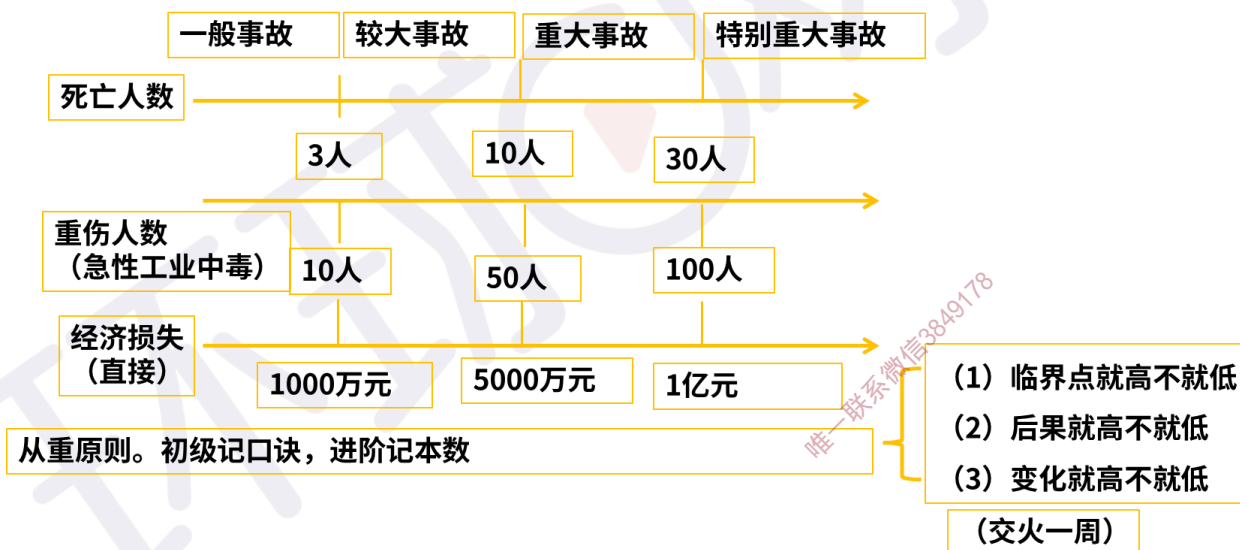 一般事故
较大事故
重大事故
特别重大事故
死亡人数
3人
10人
30人
重伤人数
（急性工业中毒）
10人
50人
100人
经济损失
（直接）
1000万元
5000万元
1亿元
从重原则。初级记口诀，进阶记本数
（1）临界点就高不就低
（2）后果就高不就低
（3）变化就高不就低
（交火一周）
唯一联系微信3849178